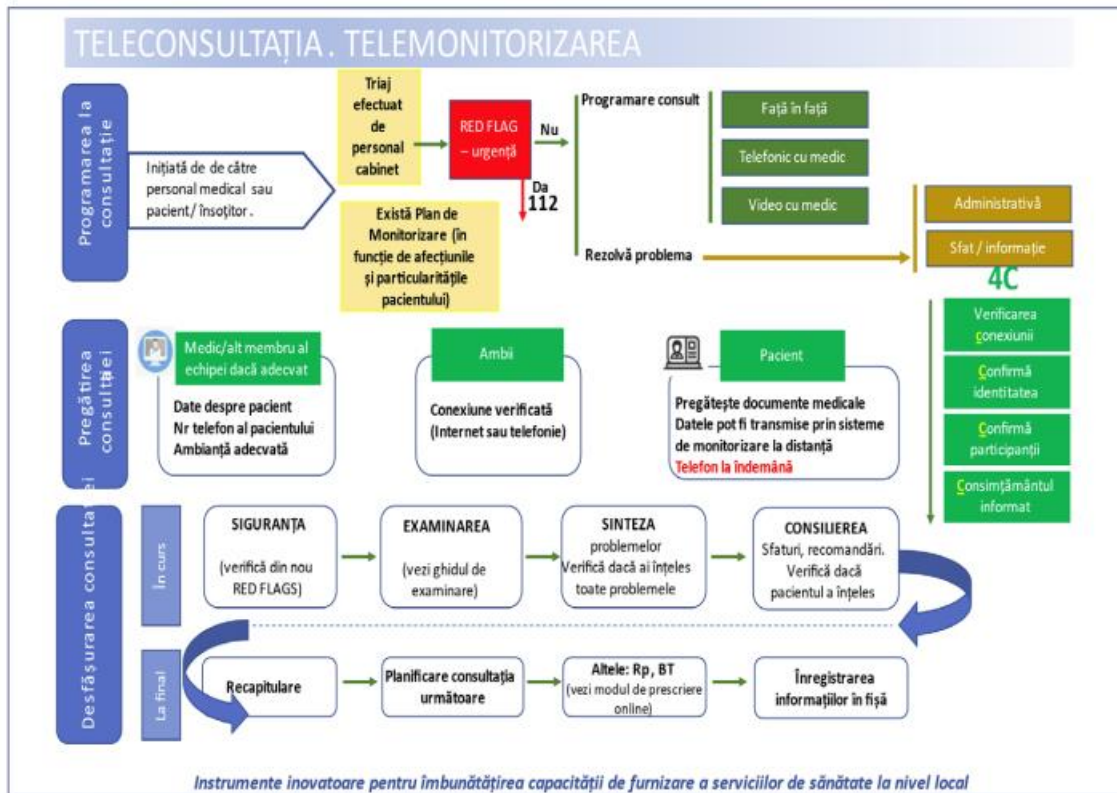 TELECONSULTAȚIA. TELEMONITORIZAREA
Programarea la
consultație
Inițiată de de către
personal medical sau
pacient/ însoțitor .
Triaj
efectuat
de
personal
cabinet
RED FLAG
– urgență
Nu
Da
112
Există Plan de
Monitorizare (în
funcție de afecțiunile
și particularitățile
pacientului)
Programare consult
Față în față
Telefonic cu medic
Video cu medic
Rezolvă problema
Administrativă
Sfat / informație
4C
Verificarea
conexiunii
Confirmă
identitatea
Confirmă
participanții
Consimțământul
informat
Pregătirea
consultației
Medic/alt membru al
echipei dacă adecvat
Date despre pacient
Nr telefon al pacientului
Ambianță adecvată
Ambii
Conexiune verificată
(Internet sau telefonie)
Pacient
Pregătește documente medicale
Datele pot fi transmise prin sisteme
de monitorizare la distanță
Telefon la îndemână
Desfășurarea consultației
În curs
SIGURANȚA
(verifică din nou
RED FLAGS)
EXAMINAREA
(vezi ghidul de
examinare)
SINTEZA
problemelor
Verifică dacă ai înțeles
toate problemele
CONSILIEREA
Sfaturi, recomandări.
Verifică dacă
pacientul a înțeles
La final
Recapitulare
Planificare consultația
următoare
Altele: Rp, BT
(vezi modul de prescriere
online)
Înregistrarea
informațiilor în fișă
Instrumente inovatoare pentru îmbunătățirea capacității de furnizare a serviciilor de sănătate la nivel local